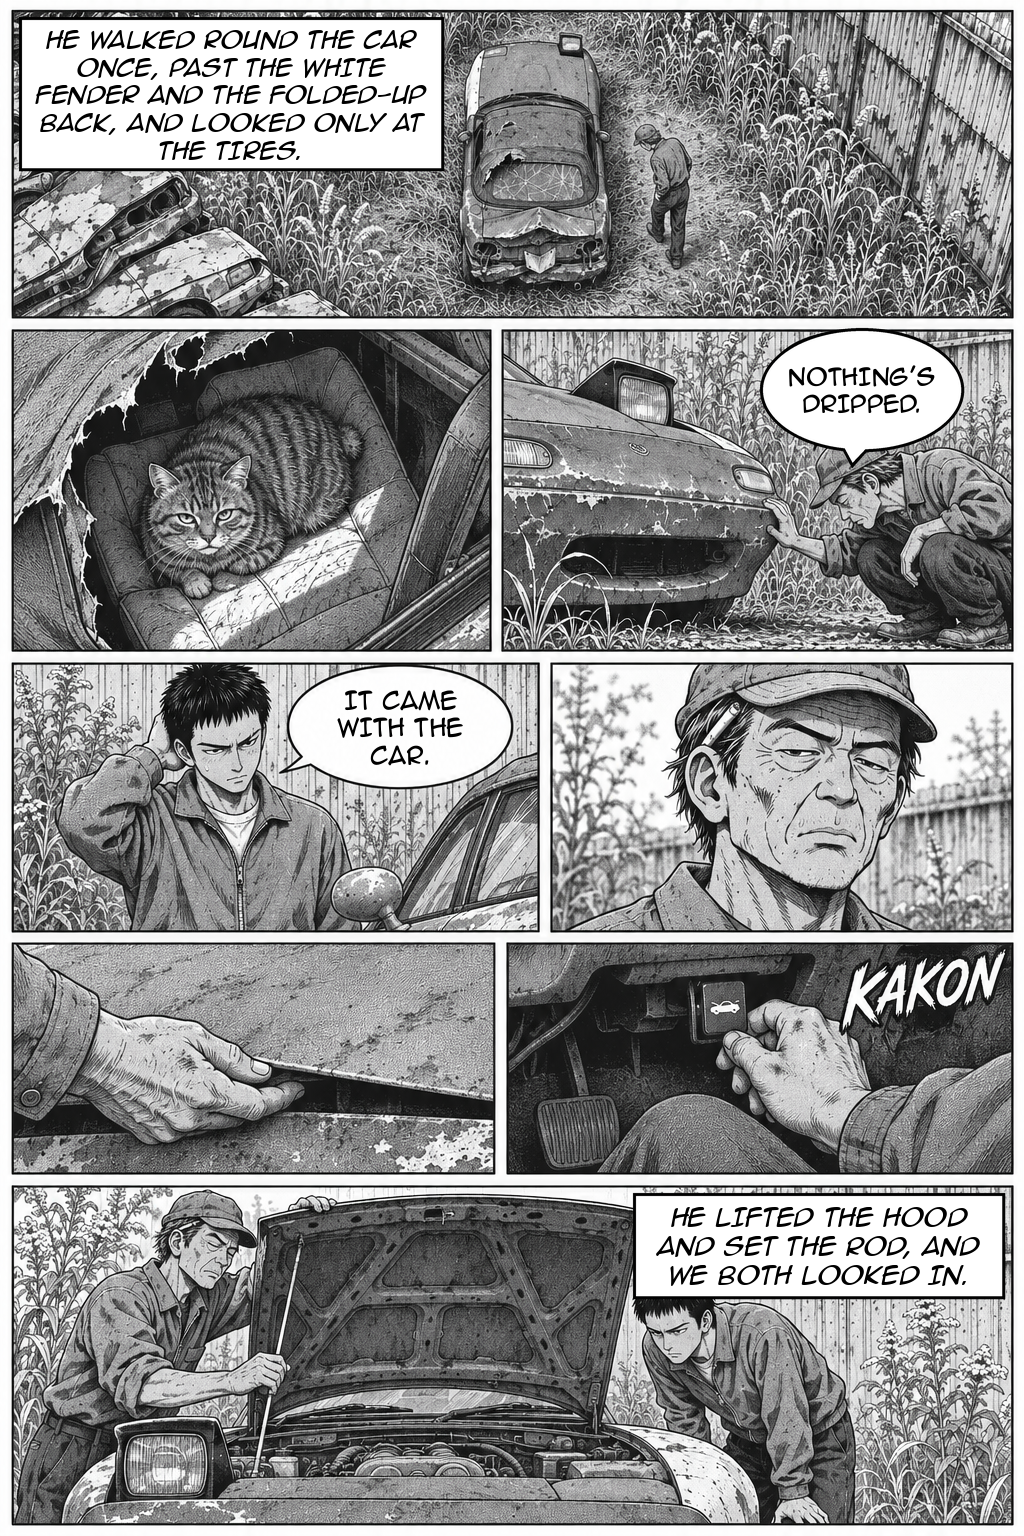 HE WALKED ROUND THE CAR
ONCE, PAST THE WHITE
FENDER AND THE FOLDED-UP
BACK, AND LOOKED ONLY AT
THE TIRES.
NOTHING'S
DRIPPED.
IT CAME
WITH THE
CAR.
KAKON
HE LIFTED THE HOOD
AND SET THE ROD, AND
WE BOTH LOOKED IN.